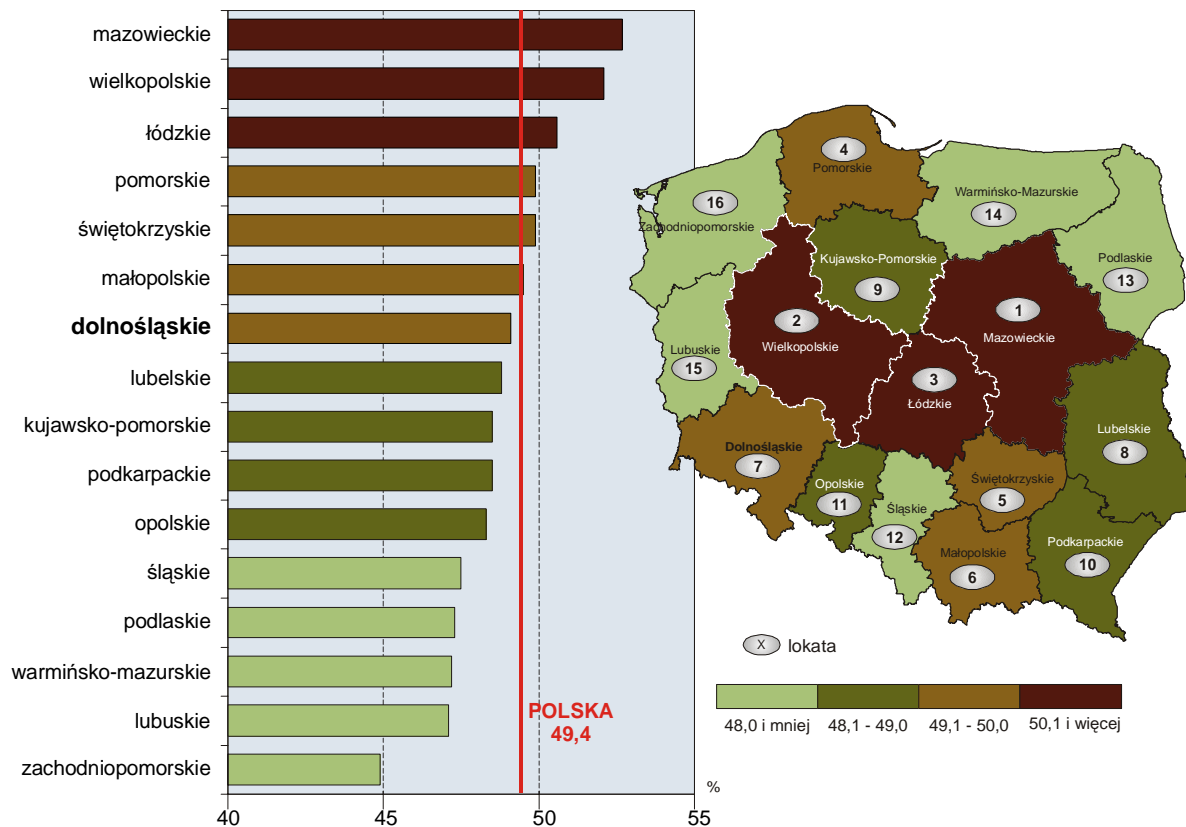 mazowieckie
wielkopolskie
łódzkie
pomorskie
świętokrzyskie
małopolskie
dolnośląskie
lubelskie
kujawsko-pomorskie
podkarpackie
opolskie
śląskie
podlaskie
warmińsko-mazurskie
lubuskie
zachodniopomorskie
POLSKA
49,4
%
40 45 50 55
4
Pomorskie
16
Zachodniopomorskie
Warmińsko-Mazurskie
14
Podlaskie
13
Kujawsko-Pomorskie
9
1
Mazowieckie
2
Wielkopolskie
Lubuskie
15
3
Łódzkie
Dolnośląskie
7
Lubelskie
8
Opolskie
11
Śląskie
12
Świętokrzyskie
5
Małopolskie
6
Podkarpackie
10
X lokata
48,0 i mniej 48,1 - 49,0 49,1 - 50,0 50,1 i więcej